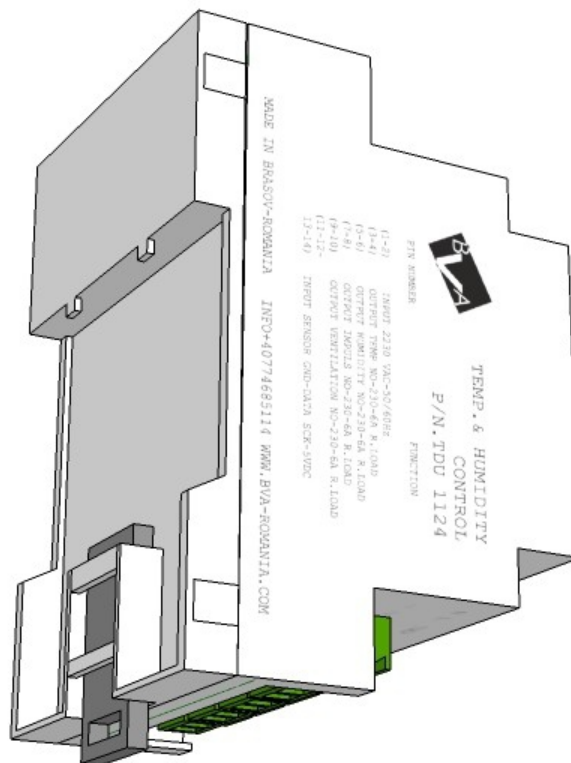 BVA
TEMP.& HUMIDITY
CONTROL
P/N.TDU 1124
PIN NUMBER FUNCTION
(1-2) INPUT 2230 VAC-50/60Hz
(3-4) OUTPUT TEMP NO-230-6A R.LOAD
(5-6) OUTPUT HUMIDITY NO-230-6A R.LOAD
(7-8) OUTPUT IMPULS NO-230-6A R.LOAD
(9-10) OUTPUT VENTILATION NO-230-6A R.LOAD
(11-12-
13-14) INPUT SENSOR GND-DATA SCK-5VDC
MADE IN BRASOV-ROMANIA INFO+40774685114 WWW.BVA-ROMANIA.COM